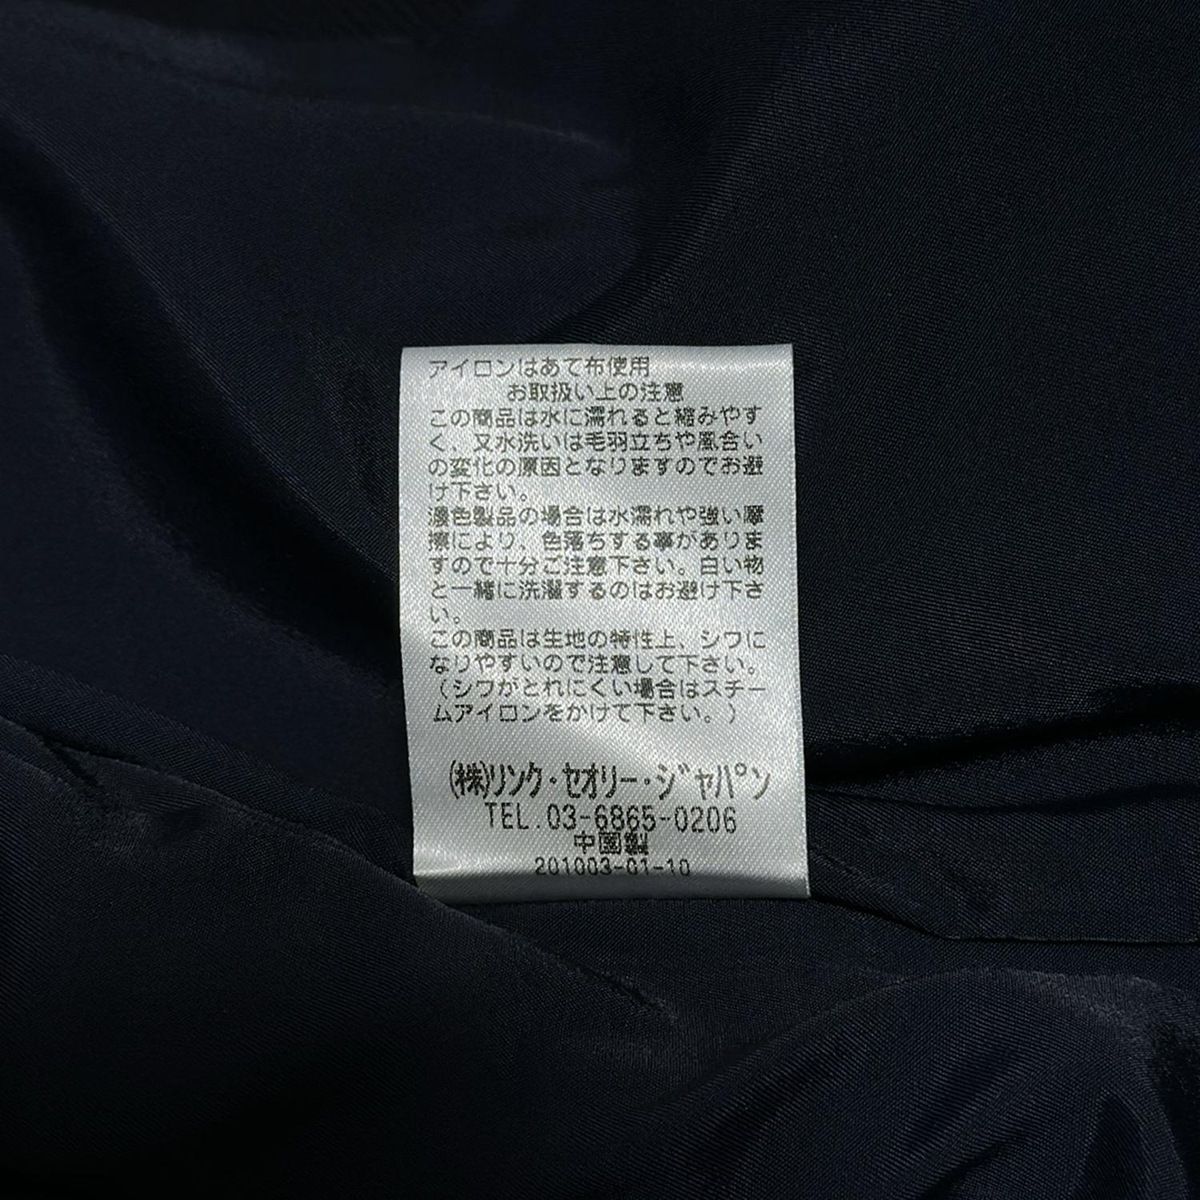 アイロンはあて布使用
お取扱い上の注意
この商品は水に濡れると縮みやす
く、又水洗いは毛羽立ちや風合い
の変化の原因となりますのでお避
け下さい。
濃色製品の場合は水濡れや強い摩
擦により、色落ちする事がありま
すので十分ご注意下さい。白い物
と一緒に洗濯するのはお避け下さ
い。
この商品は生地の特性上、シワに
なりやすいので注意して下さい。
(シワがとれにくい場合はスチー
ムアイロンをかけて下さい。)
(株)リンク・セオリー・ジャパン
TEL.03-6865-0206
中国製
201003-01-10